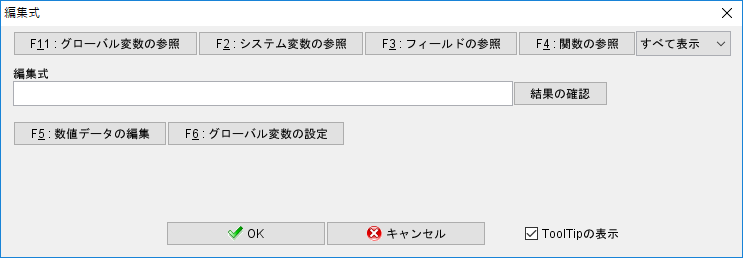 編集式
F11 : グローバル変数の参照 F2 : システム変数の参照 F3 : フィールドの参照 F4 : 関数の参照 すべて表示
編集式
結果の確認
F5 : 数値データの編集 F6 : グローバル変数の設定
OK キャンセル ToolTipの表示